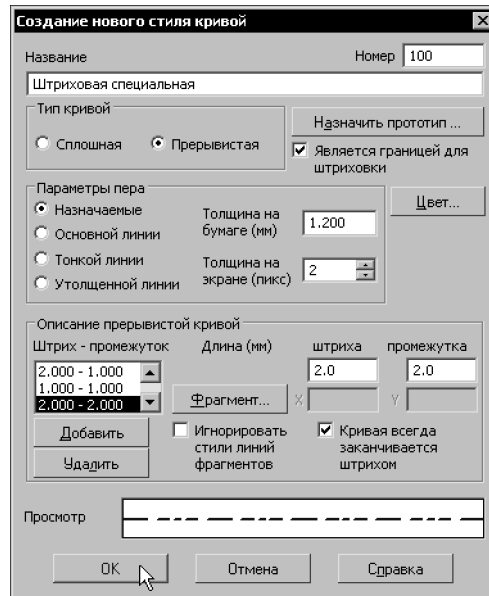 Создание нового стиля кривой
Название Номер 100
Штриховая специальная
Тип кривой
Сплошная Прерывистая
Назначить прототип ...
Является границей для штриховки
Параметры пера
Назначаемые
Основной линии
Тонкой линии
Утолщенной линии
Толщина на бумаге (мм) 1.200
Толщина на экране (пикс) 2
Цвет...
Описание прерывистой кривой
Штрих - промежуток Длина (мм) штриха промежутка
2.000 - 1.000
1.000 - 1.000
2.000 - 2.000
2.0 2.0
Фрагмент... X Y
Добавить
Удалить
Игнорировать стили линий фрагментов
Кривая всегда заканчивается штрихом
Просмотр
OK Отмена Справка